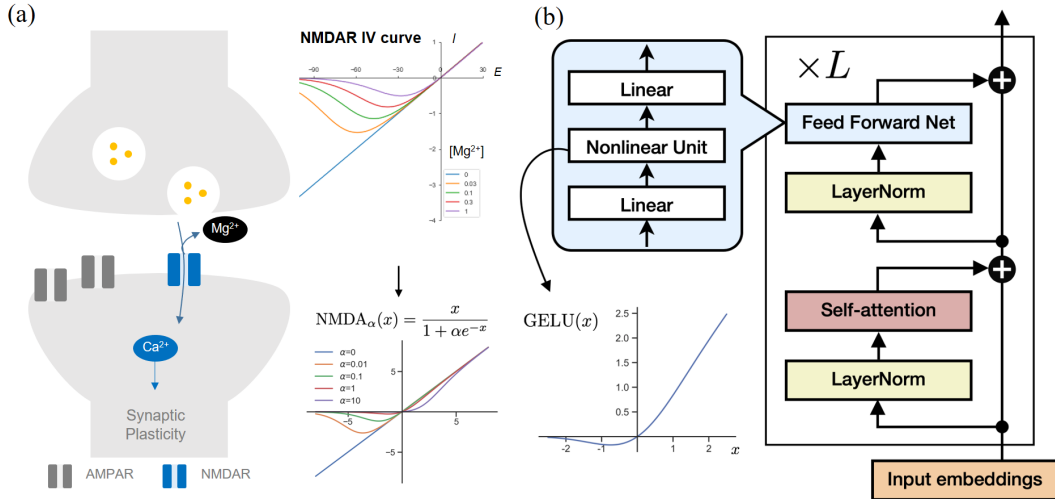 (a)
NMDAR IV curve
I
E
−90
−60
−30
0
30
1
0
−1
−2
−3
−4
[Mg²⁺]
0
0.03
0.1
0.3
1
Mg²⁺
Ca²⁺
Synaptic
Plasticity
AMPAR
NMDAR
NMDAα(x) = x / (1 + αe⁻ˣ)
α=0
α=0.01
α=0.1
α=1
α=10
5
−5
5
−5
(b)
Linear
Nonlinear Unit
Linear
GELU(x)
2.5
2.0
1.5
1.0
0.5
−2
−1
0
1
2
x
×L
+
Feed Forward Net
LayerNorm
+
Self-attention
LayerNorm
Input embeddings